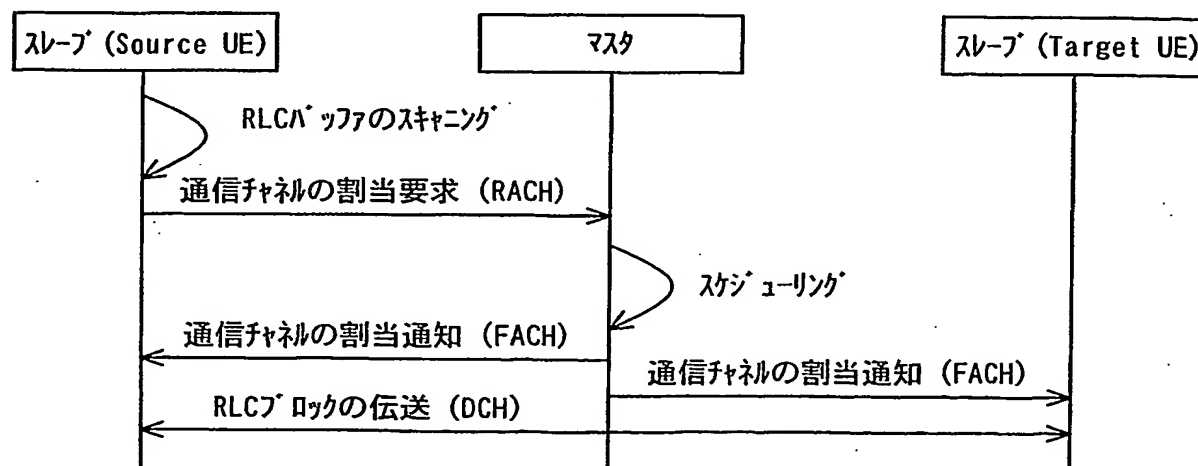 ｽﾚｰﾌﾞ (Source UE)
ﾏｽﾀ
ｽﾚｰﾌﾞ (Target UE)
RLCﾊﾞｯﾌｧのｽｷｬﾆﾝｸﾞ
通信ﾁｬﾈﾙの割当要求 (RACH)
ｽｹｼﾞｭｰﾘﾝｸﾞ
通信ﾁｬﾈﾙの割当通知 (FACH)
通信ﾁｬﾈﾙの割当通知 (FACH)
RLCﾌﾞﾛｯｸの伝送 (DCH)